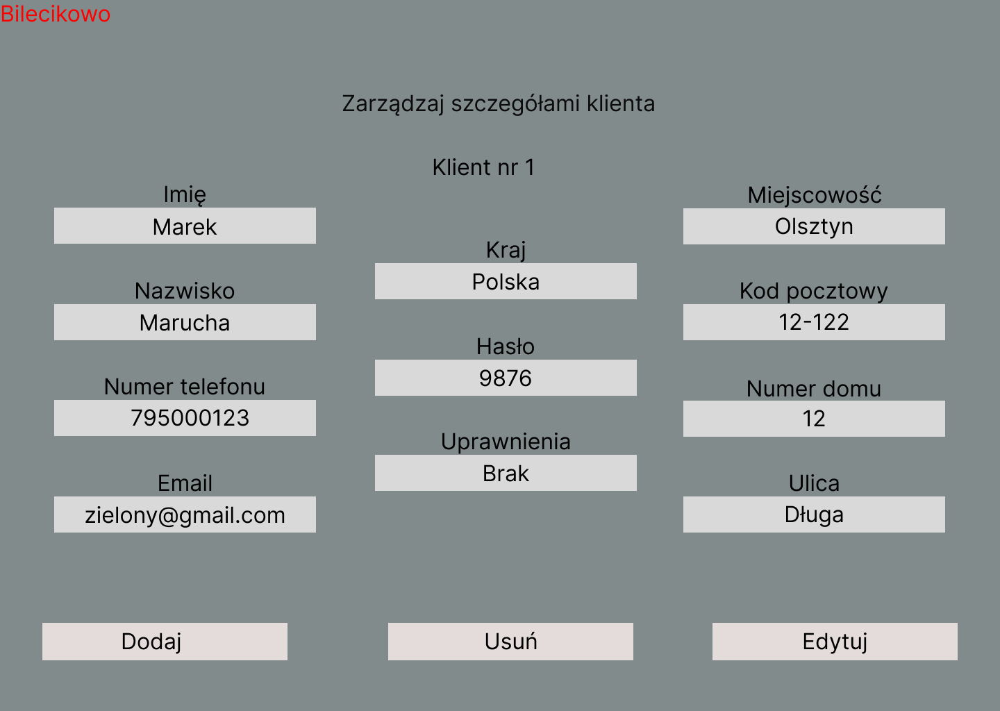 Bilecikowo
Zarządzaj szczegółami klienta
Klient nr 1
Imię
Marek
Nazwisko
Marucha
Numer telefonu
795000123
Email
zielony@gmail.com
Kraj
Polska
Hasło
9876
Uprawnienia
Brak
Miejscowość
Olsztyn
Kod pocztowy
12-122
Numer domu
12
Ulica
Długa
Dodaj
Usuń
Edytuj